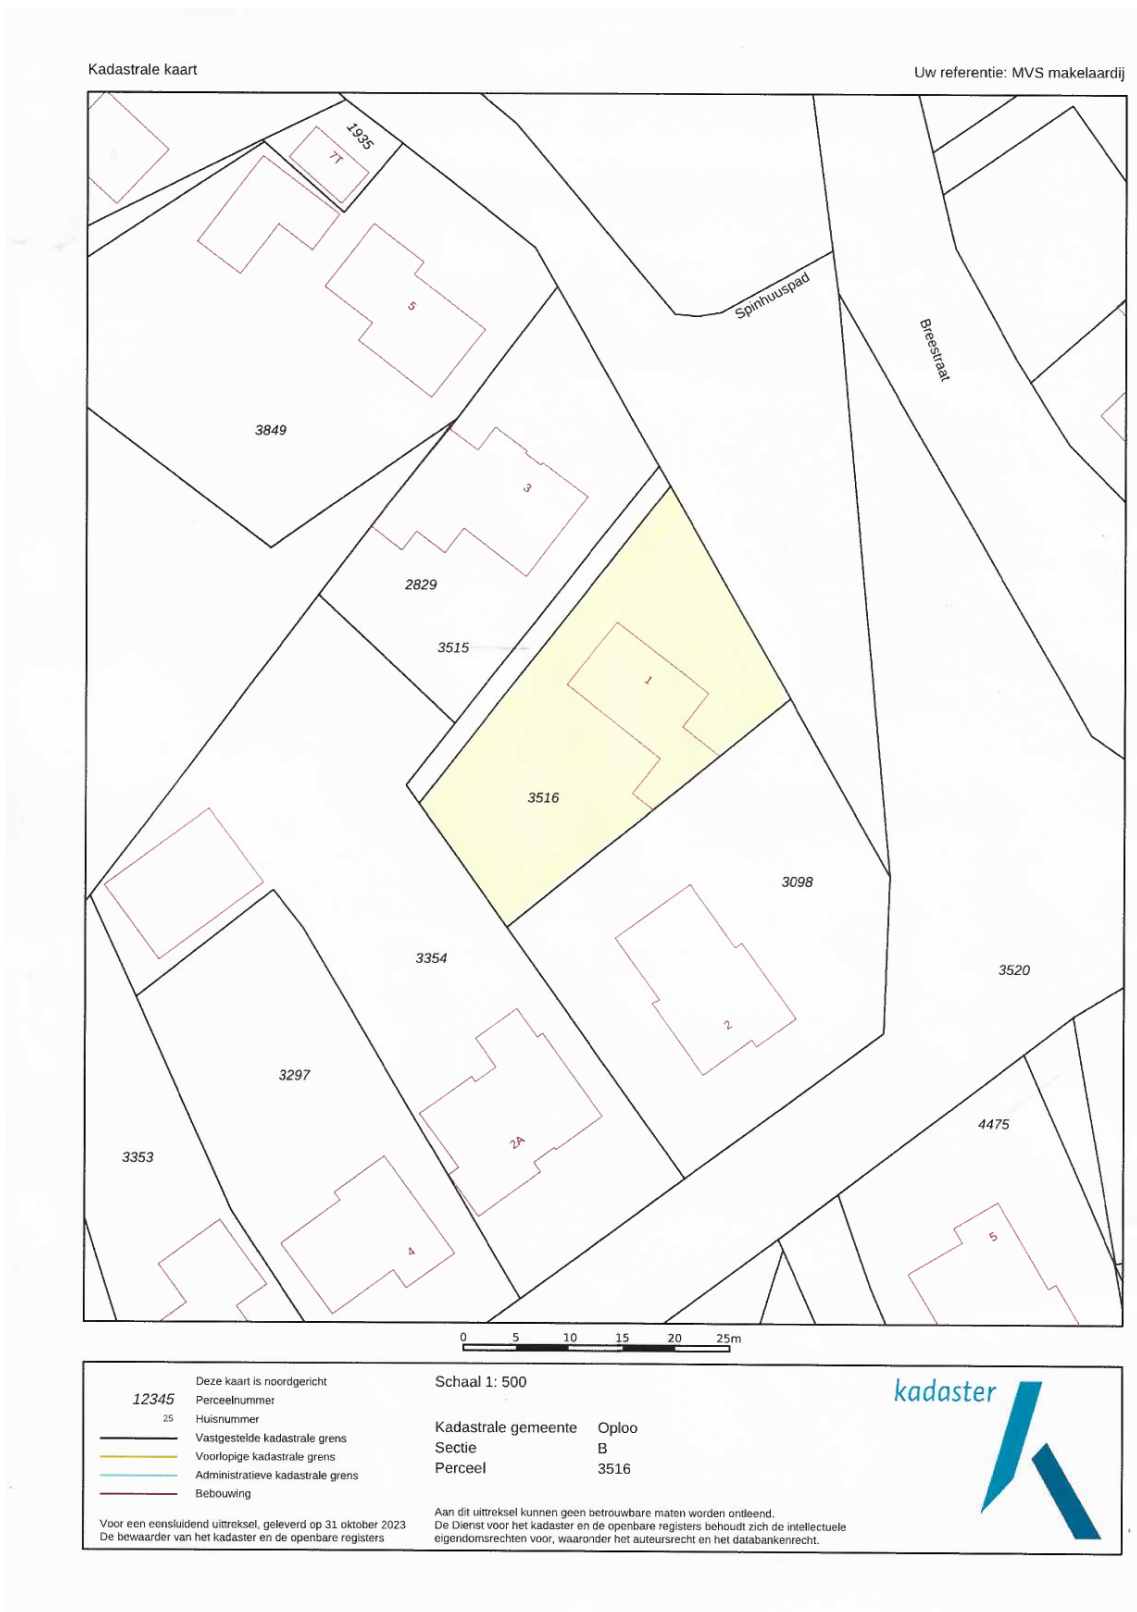 Kadastrale kaart
Uw referentie: MVS makelaardij
1935
7T
5
Spinhuuspad
Breestraat
3849
3
2829
3515
1
3516
3098
3354
3520
2
3297
4475
2A
3353
5
4
0 5 10 15 20 25m
Deze kaart is noordgericht
12345 Perceelnummer
25 Huisnummer
Vastgestelde kadastrale grens
Voorlopige kadastrale grens
Administratieve kadastrale grens
Bebouwing
Voor een eensluidend uittreksel, geleverd op 31 oktober 2023
De bewaarder van het kadaster en de openbare registers
Schaal 1: 500
Kadastrale gemeente Oploo
Sectie B
Perceel 3516
Aan dit uittreksel kunnen geen betrouwbare maten worden ontleend.
De Dienst voor het kadaster en de openbare registers behoudt zich de intellectuele
eigendomsrechten voor, waaronder het auteursrecht en het databankenrecht.
kadaster